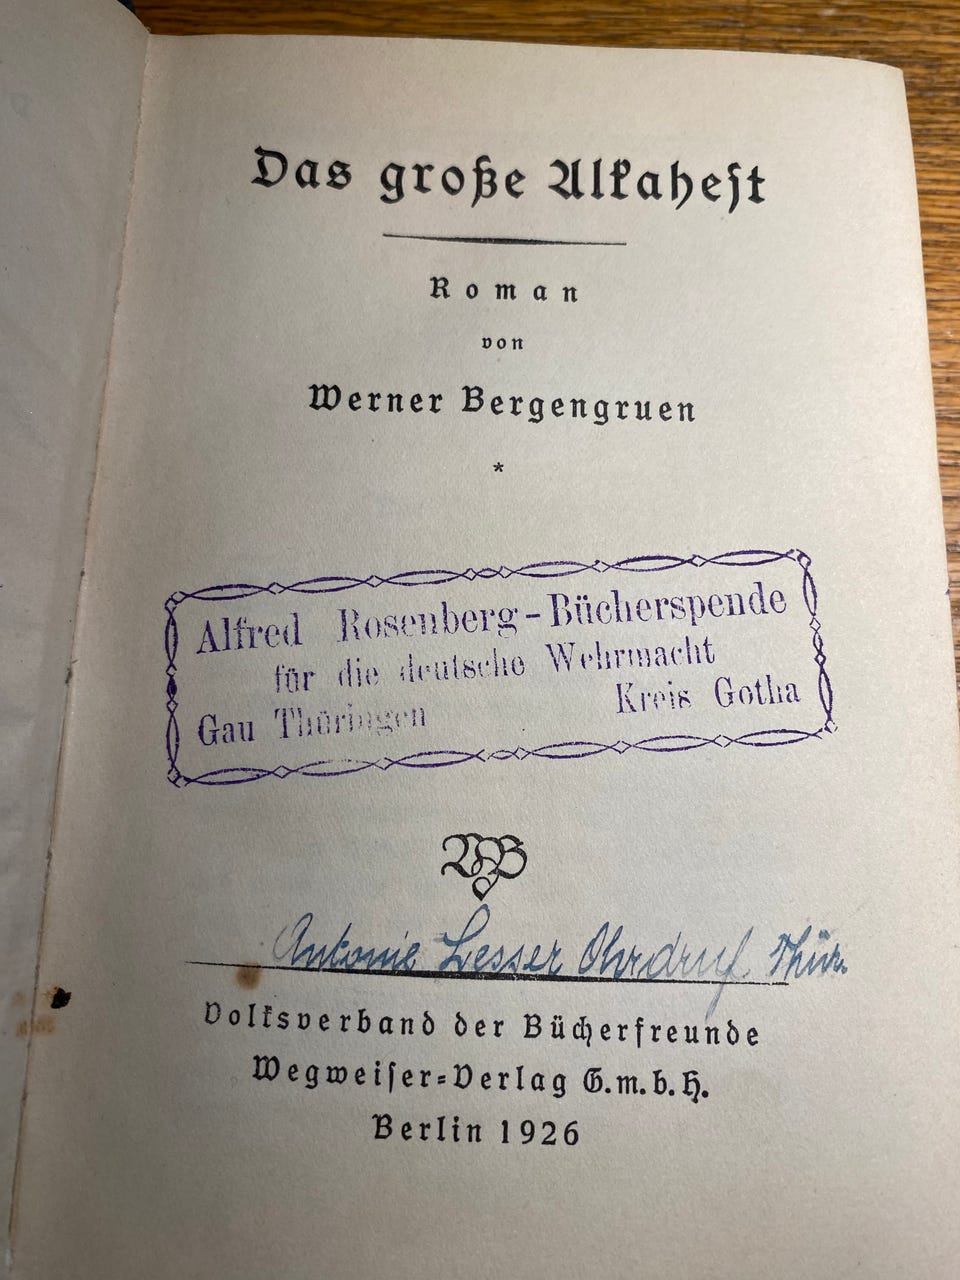 Das große Alkahest
Roman
von
Werner Bergengruen
*
Alfred Rosenberg-Bücherspende
für die deutsche Wehrmacht
Gau Thüringen Kreis Gotha
VB
Antonie Lesser Ohrdruf Thür.
Volksverband der Bücherfreunde
Wegweiser-Verlag G.m.b.H.
Berlin 1926